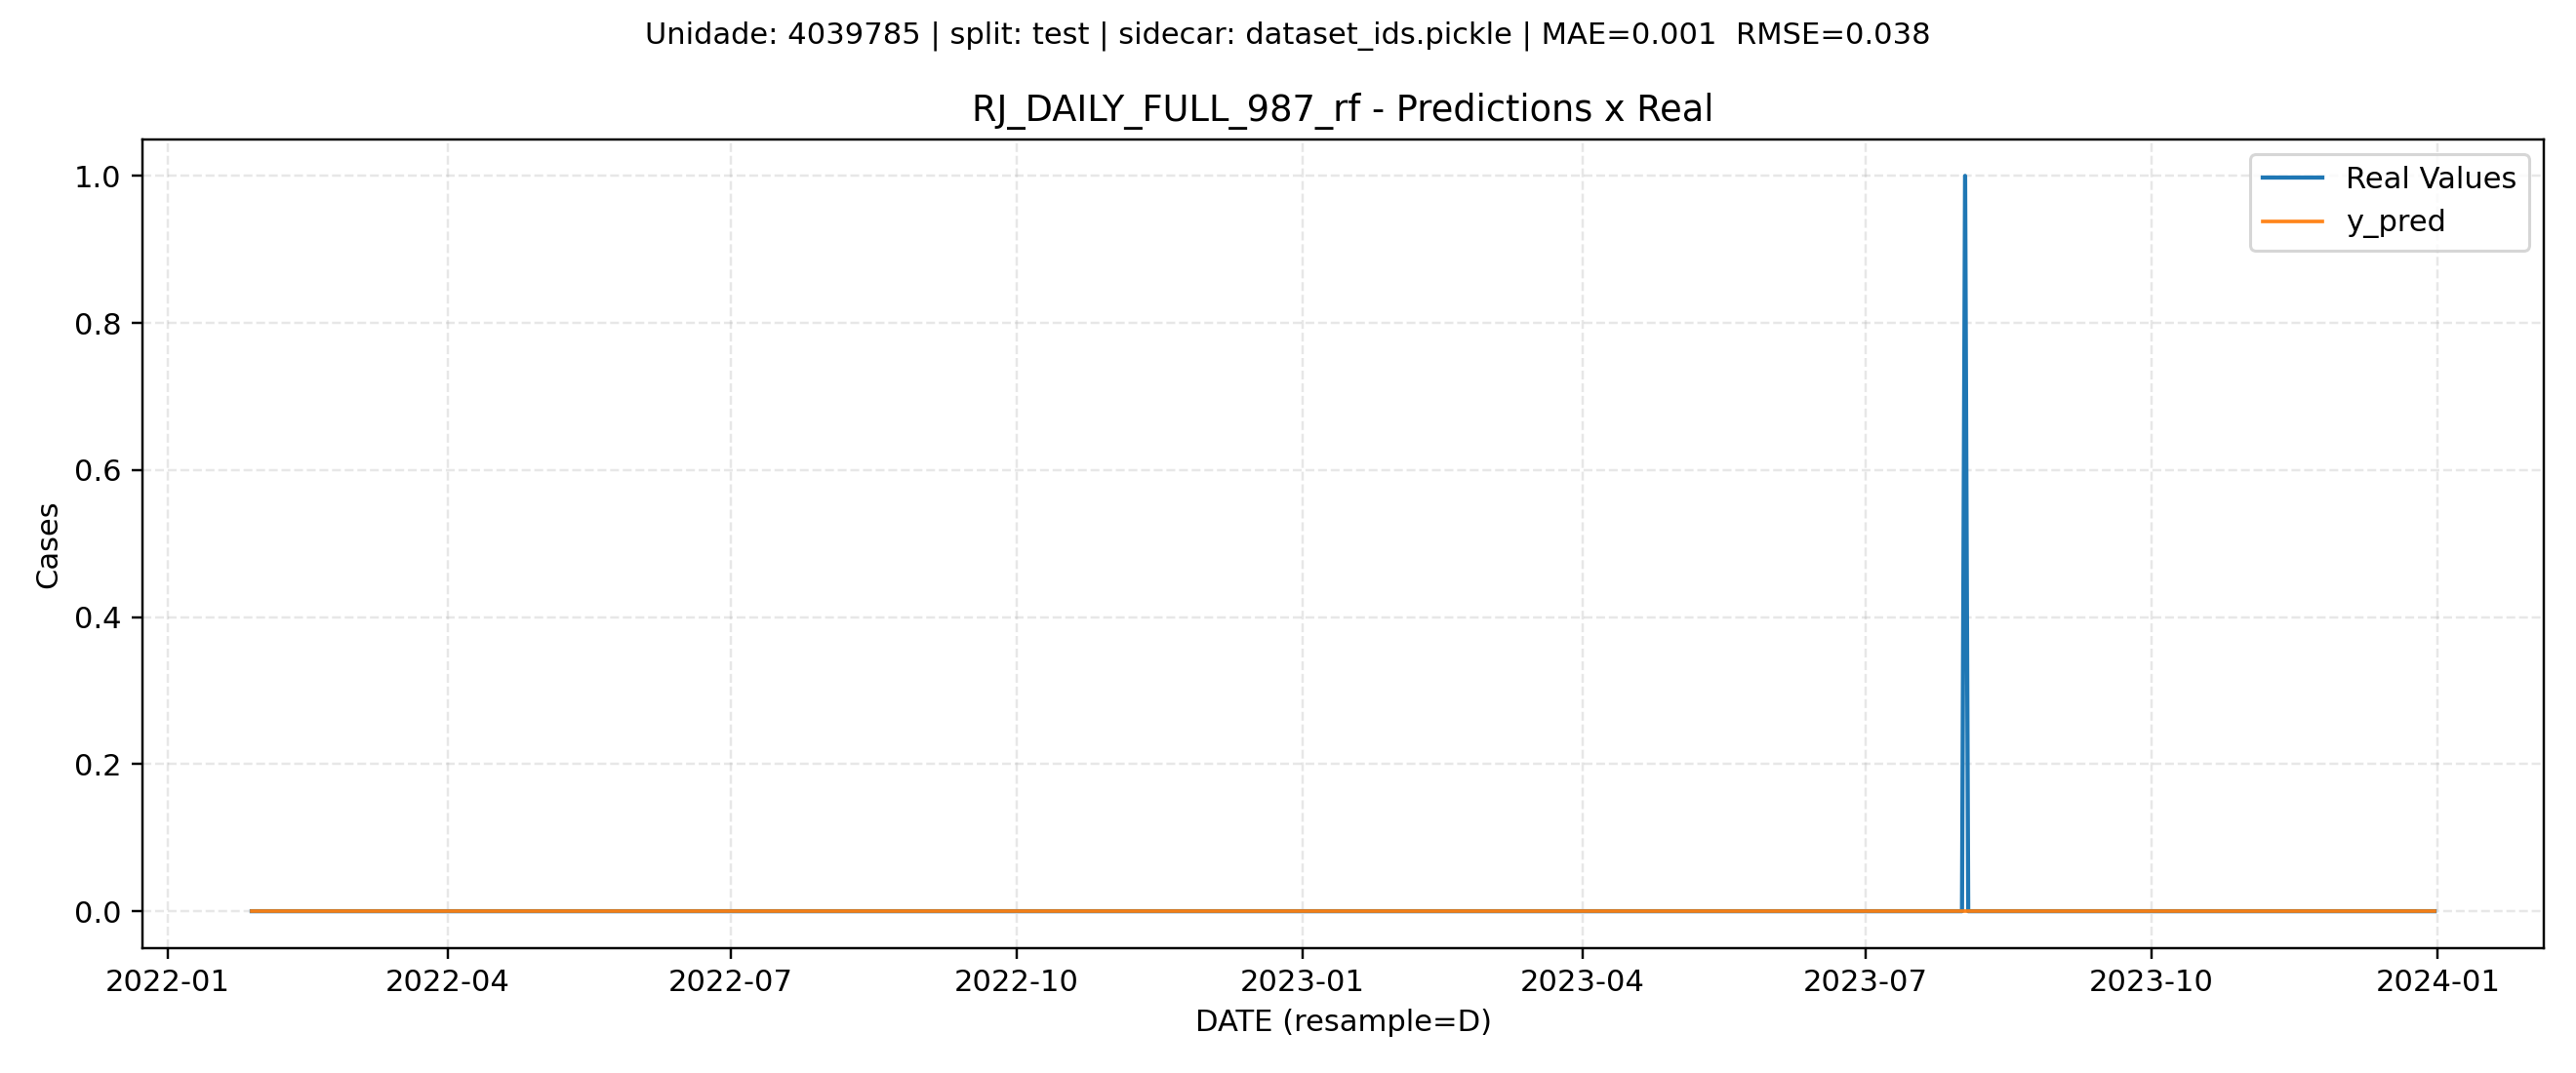 Unidade: 4039785 | split: test | sidecar: dataset_ids.pickle | MAE=0.001  RMSE=0.038
RJ_DAILY_FULL_987_rf - Predictions x Real
Real Values
y_pred
Cases
1.0
0.8
0.6
0.4
0.2
0.0
2022-01
2022-04
2022-07
2022-10
2023-01
2023-04
2023-07
2023-10
2024-01
DATE (resample=D)